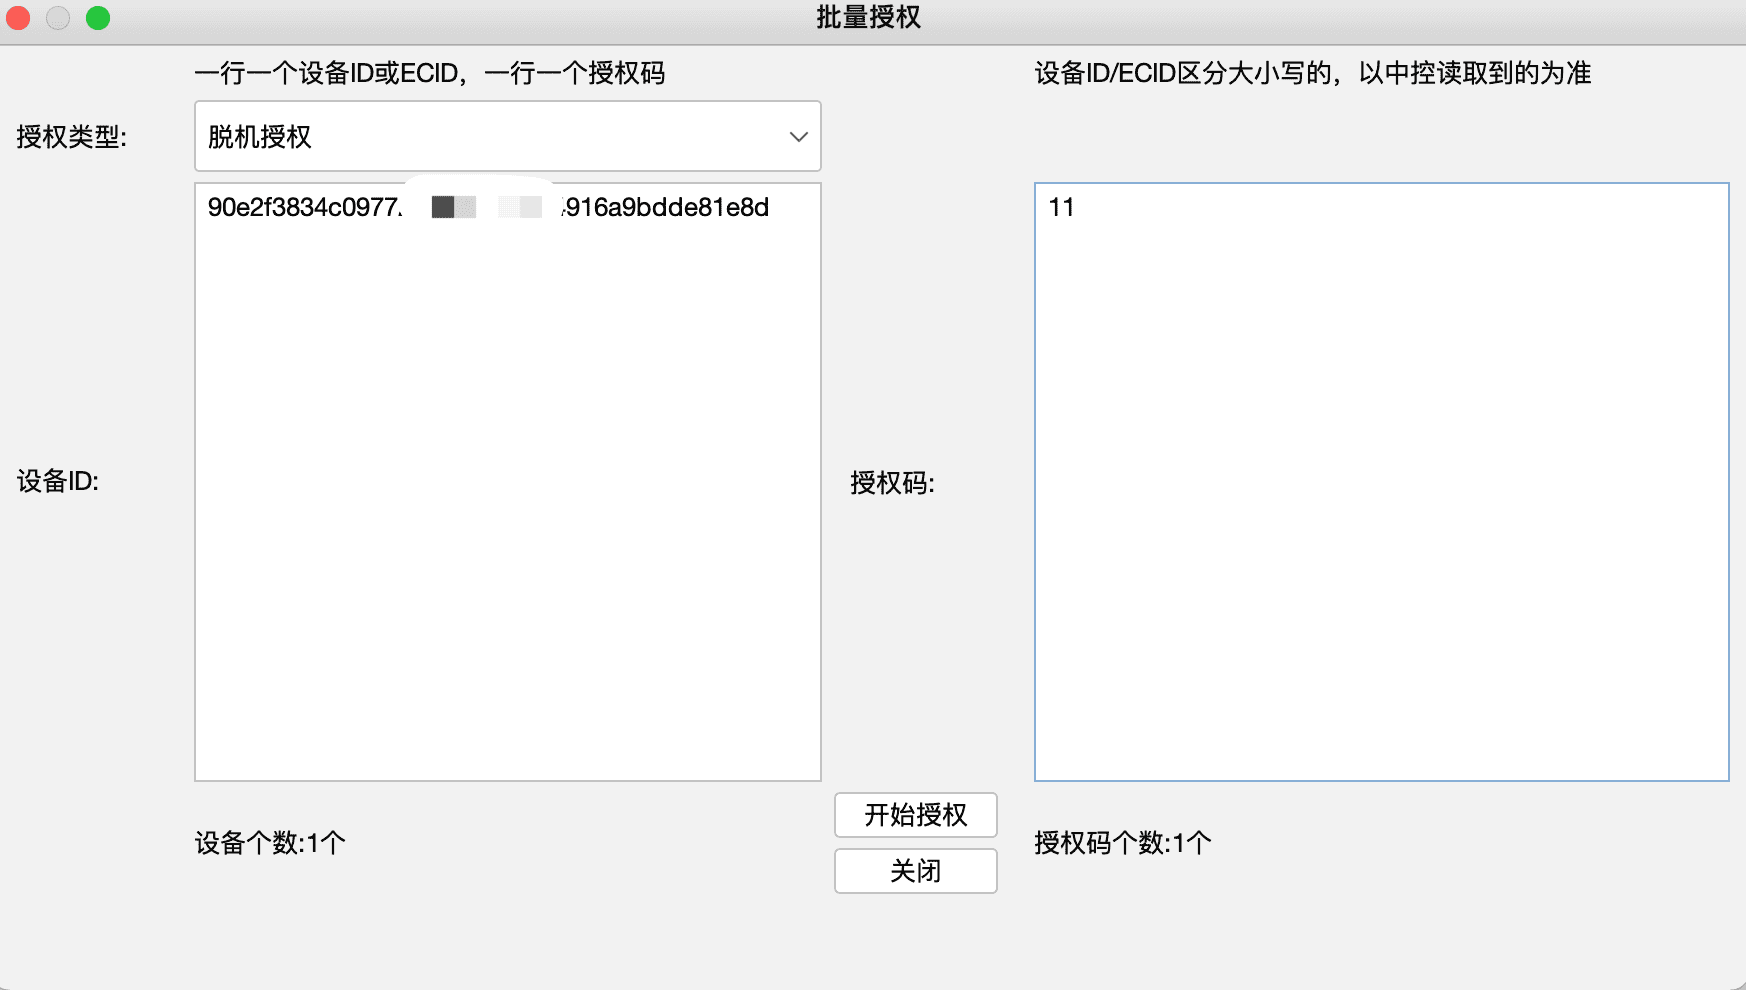 批量授权
一行一个设备ID或ECID，一行一个授权码
设备ID/ECID区分大小写的，以中控读取到的为准
授权类型:
脱机授权
90e2f3834c0977 916a9bdde81e8d
11
设备ID:
授权码:
开始授权
设备个数:1个
授权码个数:1个
关闭